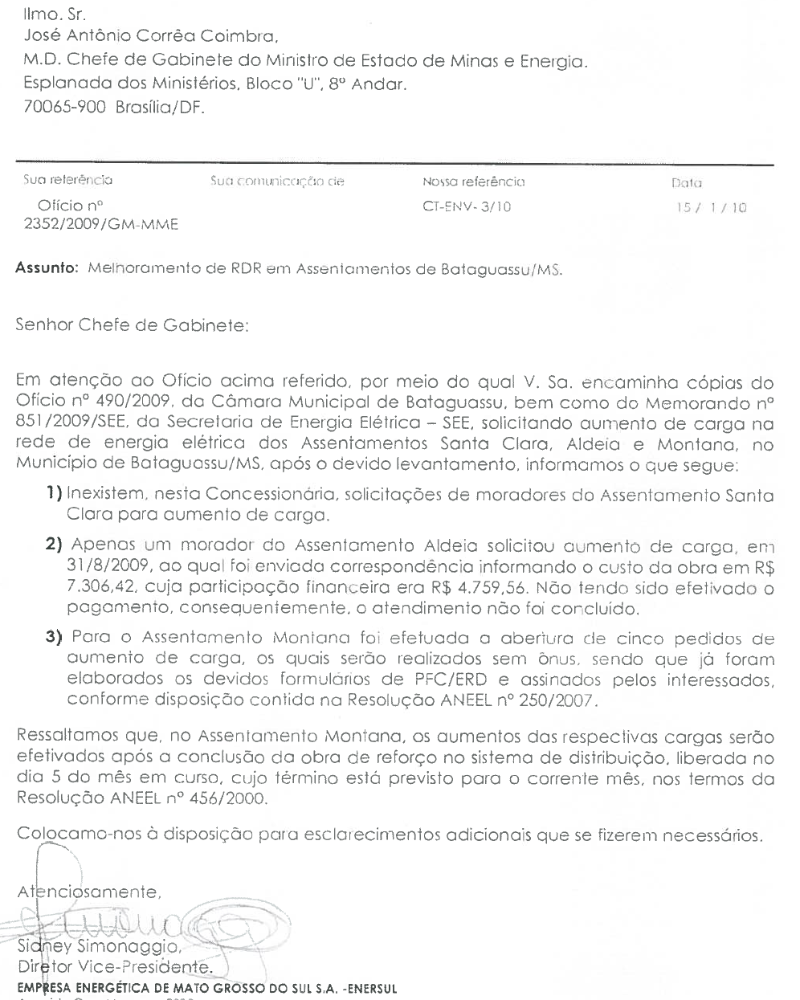 Ilmo. Sr.
José Antônio Corrêa Coimbra,
M.D. Chefe de Gabinete do Ministro de Estado de Minas e Energia.
Esplanada dos Ministérios, Bloco "U", 8º Andar.
70065-900 Brasília/DF.
Sua referência Sua comunicação de Nossa referência Data
Ofício nº CT-ENV- 3/10 15/ 1/10
2352/2009/GM-MME
Assunto: Melhoramento de RDR em Assentamentos de Bataguassu/MS.
Senhor Chefe de Gabinete:
Em atenção ao Ofício acima referido, por meio do qual V. Sa. encaminha cópias do
Ofício nº 490/2009, da Câmara Municipal de Bataguassu, bem como do Memorando nº
851/2009/SEE, da Secretaria de Energia Elétrica – SEE, solicitando aumento de carga na
rede de energia elétrica dos Assentamentos Santa Clara, Aldeia e Montana, no
Município de Bataguassu/MS, após o devido levantamento, informamos o que segue:
1) Inexistem, nesta Concessionária, solicitações de moradores do Assentamento Santa
Clara para aumento de carga.
2) Apenas um morador do Assentamento Aldeia solicitou aumento de carga, em
31/8/2009, ao qual foi enviada correspondência informando o custo da obra em R$
7.306,42, cuja participação financeira era R$ 4.759,56. Não tendo sido efetivado o
pagamento, consequentemente, o atendimento não foi concluído.
3) Para o Assentamento Montana foi efetuada a abertura de cinco pedidos de
aumento de carga, os quais serão realizados sem ônus, sendo que já foram
elaborados os devidos formulários de PFC/ERD e assinados pelos interessados,
conforme disposição contida na Resolução ANEEL nº 250/2007.
Ressaltamos que, no Assentamento Montana, os aumentos das respectivas cargas serão
efetivados após a conclusão da obra de reforço no sistema de distribuição, liberada no
dia 5 do mês em curso, cujo término está previsto para o corrente mês, nos termos da
Resolução ANEEL nº 456/2000.
Colocamo-nos à disposição para esclarecimentos adicionais que se fizerem necessários.
Atenciosamente,
Sidney Simonaggio,
Diretor Vice-Presidente.
EMPRESA ENERGÉTICA DE MATO GROSSO DO SUL S.A. -ENERSUL